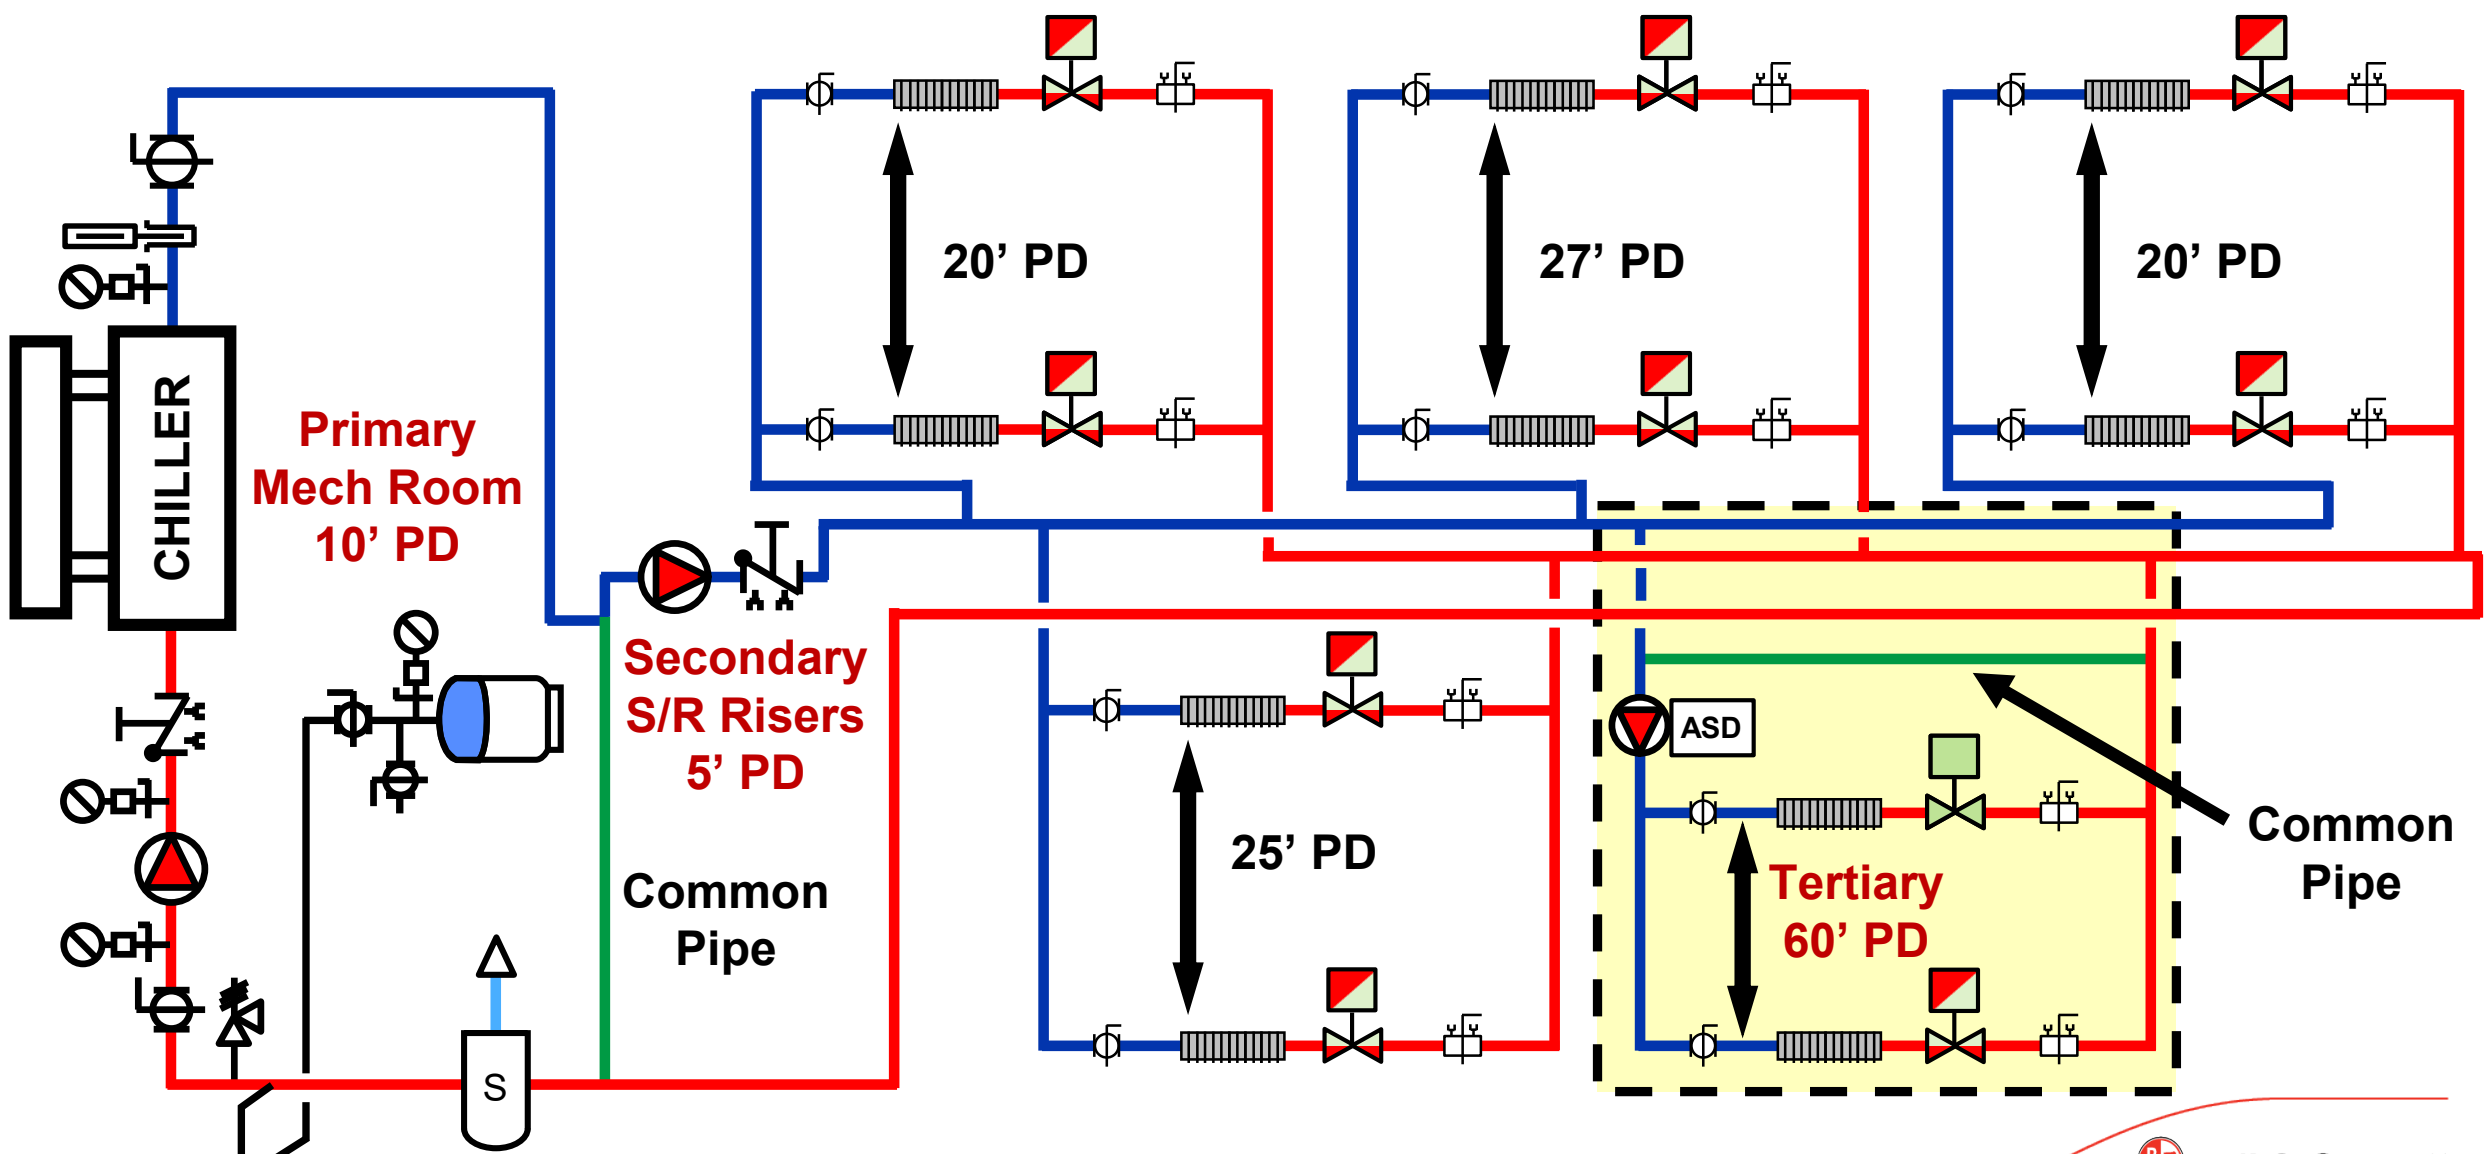 20’ PD
27’ PD
20’ PD
CHILLER
Primary
Mech Room
10’ PD
Secondary
S/R Risers
5’ PD
Common
Pipe
25’ PD
ASD
Tertiary
60’ PD
Common
Pipe
S